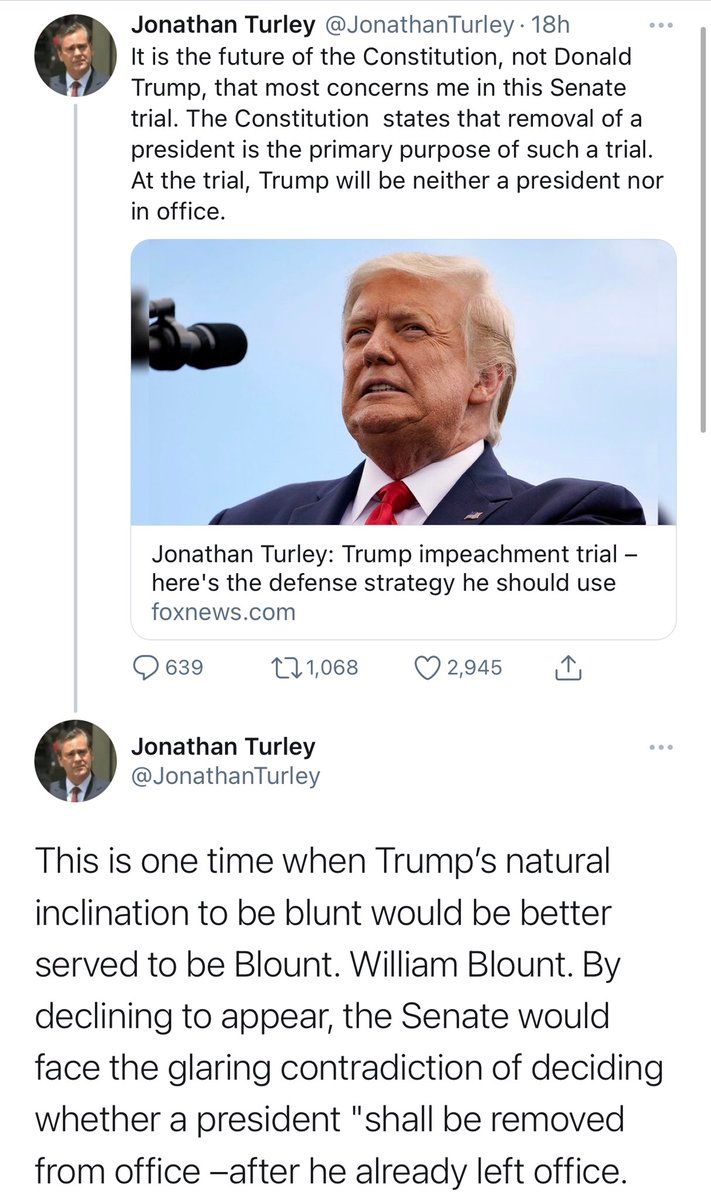 Jonathan Turley @JonathanTurley · 18h
It is the future of the Constitution, not Donald
Trump, that most concerns me in this Senate
trial. The Constitution  states that removal of a
president is the primary purpose of such a trial.
At the trial, Trump will be neither a president nor
in office.
Jonathan Turley: Trump impeachment trial –
here's the defense strategy he should use
foxnews.com
639 1,068 2,945
Jonathan Turley
@JonathanTurley
This is one time when Trump’s natural
inclination to be blunt would be better
served to be Blount. William Blount. By
declining to appear, the Senate would
face the glaring contradiction of deciding
whether a president "shall be removed
from office –after he already left office.